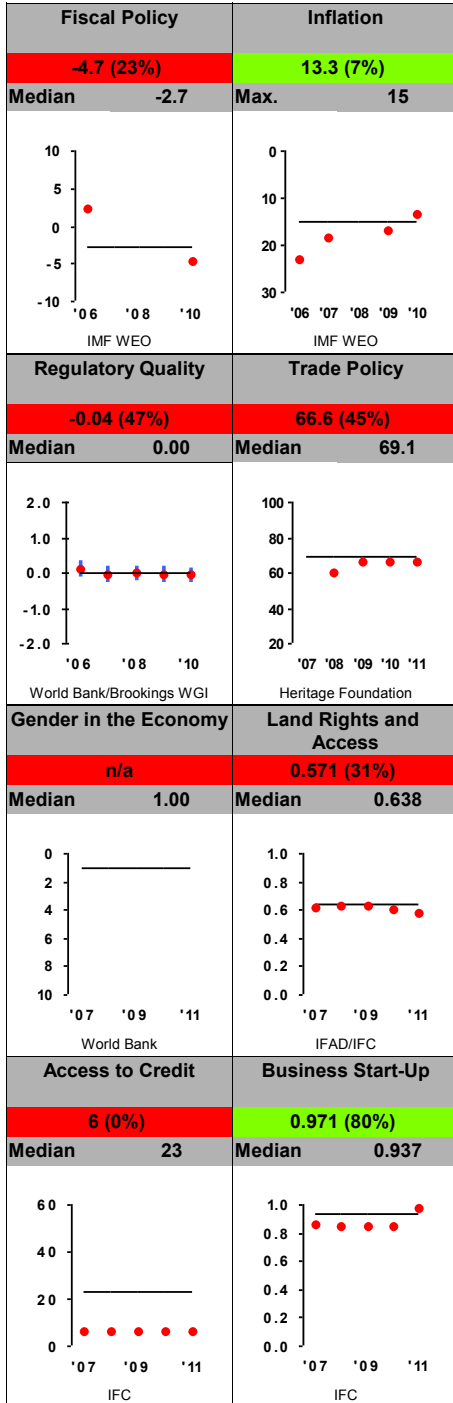 Fiscal Policy
-4.7 (23%)
Median -2.7
10
5
0
-5
-10
'06 '08 '10
IMF WEO
Inflation
13.3 (7%)
Max. 15
0
10
20
30
'06 '07 '08 '09 '10
IMF WEO
Regulatory Quality
-0.04 (47%)
Median 0.00
2.0
1.0
0.0
-1.0
-2.0
'06 '08 '10
World Bank/Brookings WGI
Trade Policy
66.6 (45%)
Median 69.1
100
80
60
40
20
'07 '08 '09 '10 '11
Heritage Foundation
Gender in the Economy
n/a
Median 1.00
0
2
4
6
8
10
'07 '09 '11
World Bank
Land Rights and
Access
0.571 (31%)
Median 0.638
1.0
0.8
0.6
0.4
0.2
0.0
'07 '09 '11
IFAD/IFC
Access to Credit
6 (0%)
Median 23
60
40
20
0
'07 '09 '11
IFC
Business Start-Up
0.971 (80%)
Median 0.937
1.0
0.8
0.6
0.4
0.2
0.0
'07 '09 '11
IFC